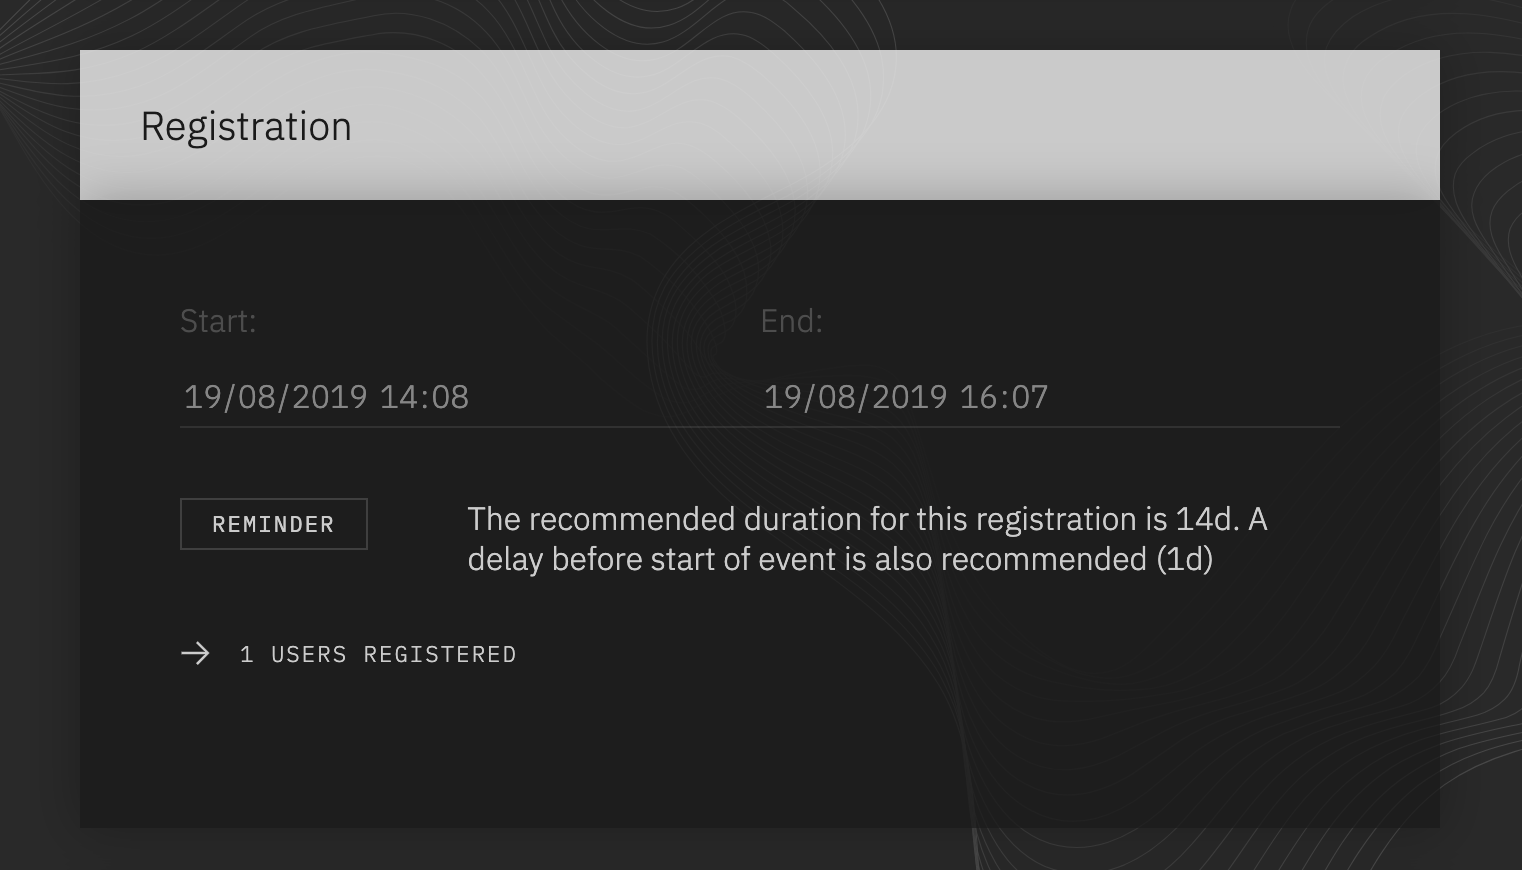 Registration
Start:
End:
19/08/2019 14:08
19/08/2019 16:07
REMINDER
The recommended duration for this registration is 14d. A
delay before start of event is also recommended (1d)
→ 1 USERS REGISTERED